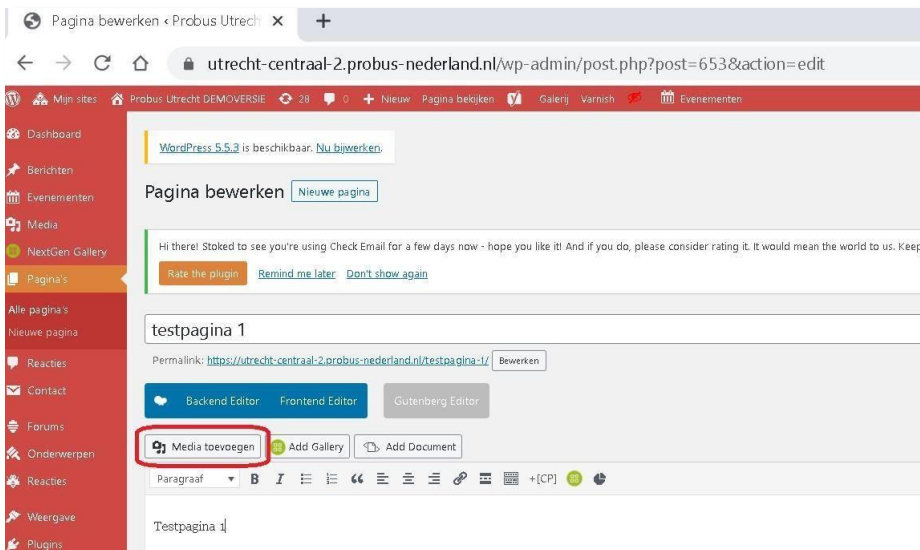 Pagina bewerken ‹ Probus Utrech
utrecht-centraal-2.probus-nederland.nl/wp-admin/post.php?post=653&action=edit
Mijn sites Probus Utrecht DEMOVERSIE 28 0 Nieuw Pagina bekijken Galerij Varnish Evenementen
Dashboard
Berichten
Evenementen
Media
NextGen Gallery
Pagina's
Alle pagina's
Nieuwe pagina
Reacties
Contact
Forums
Onderwerpen
Reacties
Weergave
Plugins
WordPress 5.5.3 is beschikbaar. Nu bijwerken.
Pagina bewerken Nieuwe pagina
Hi there! Stoked to see you're using Check Email for a few days now - hope you like it! And if you do, please consider rating it. It would mean the world to us. Keep
Rate the plugin Remind me later Don't show again
testpagina 1
Permalink: https://utrecht-centraal-2.probus-nederland.nl/testpagina-1/ Bewerken
Backend Editor Frontend Editor Gutenberg Editor
Media toevoegen Add Gallery Add Document
Paragraaf B I +[CP]
Testpagina 1